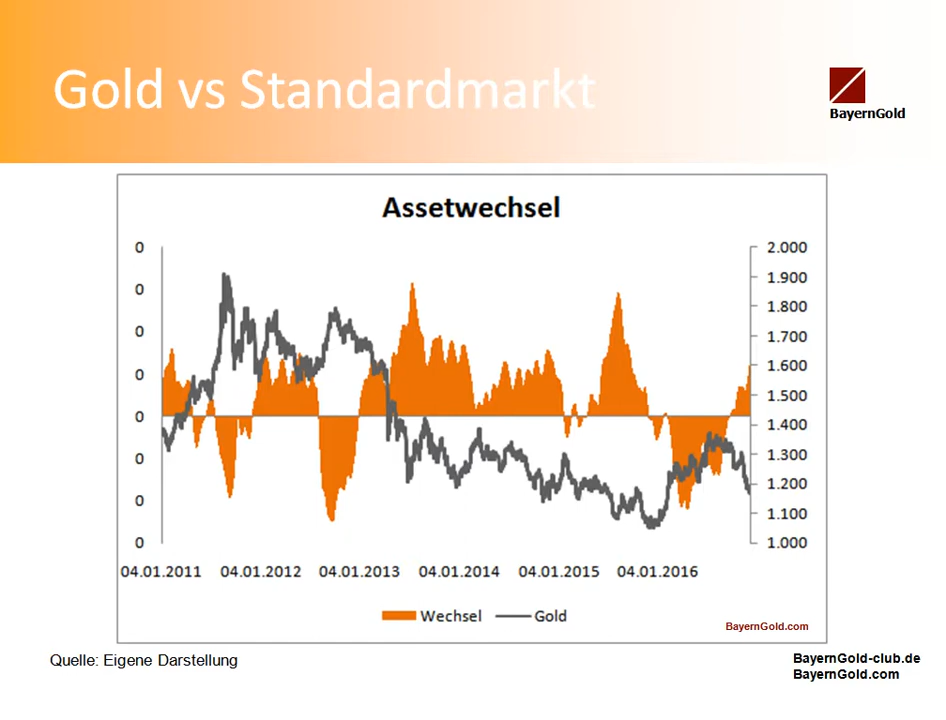 Gold vs Standardmarkt
BayernGold
Assetwechsel
0
0
0
0
0
0
0
0
2.000
1.900
1.800
1.700
1.600
1.500
1.400
1.300
1.200
1.100
1.000
04.01.2011 04.01.2012 04.01.2013 04.01.2014 04.01.2015 04.01.2016
Wechsel Gold
BayernGold.com
Quelle: Eigene Darstellung
BayernGold-club.de
BayernGold.com